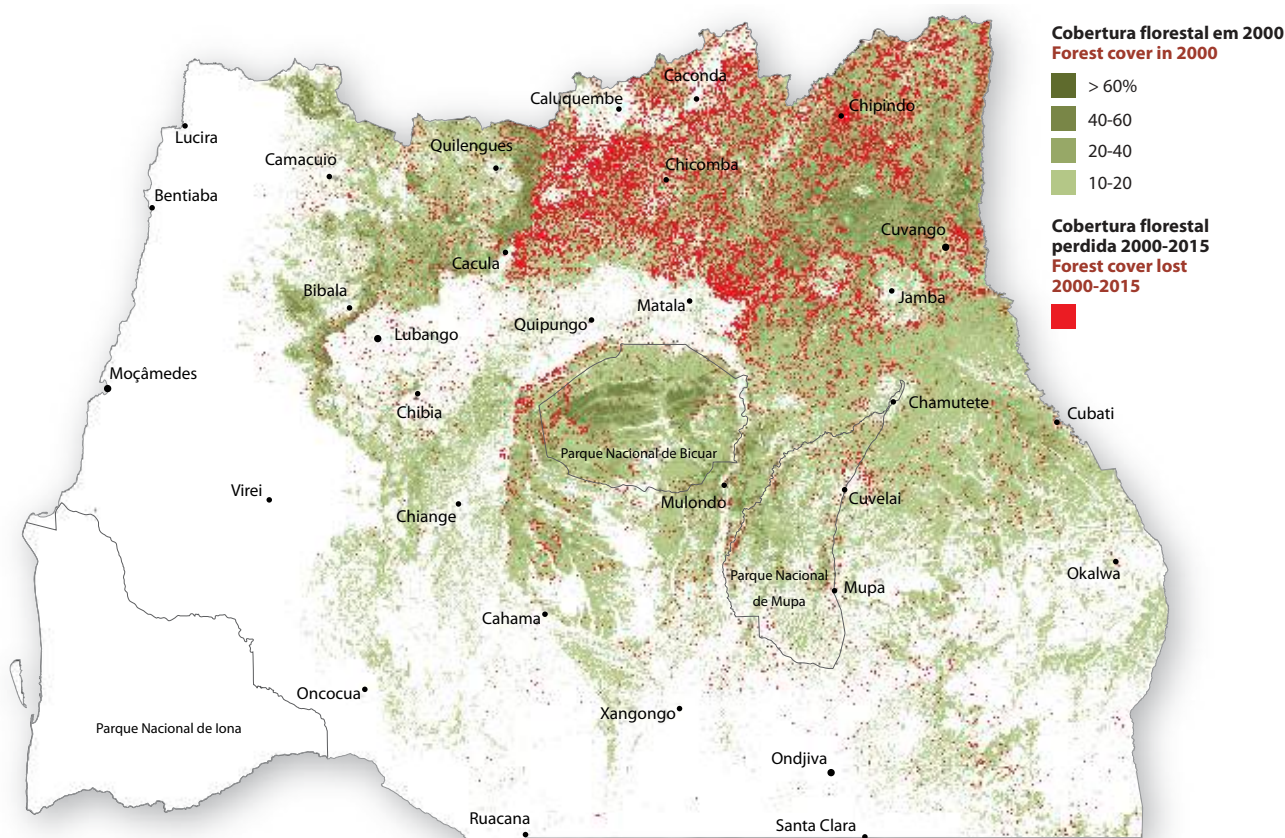 Cobertura florestal em 2000
Forest cover in 2000
> 60%
40-60
20-40
10-20
Cobertura florestal
perdida 2000-2015
Forest cover lost
2000-2015
Caconda
Caluquembe
Chipindo
Lucira
Camacuio
Quilengues
Chicomba
Bentiaba
Cuvango
Cacula
Bibala
Matala
Jamba
Lubango
Quipungo
Moçâmedes
Chibia
Chamutete
Cubati
Parque Nacional de Bicuar
Virei
Mulondo
Cuvelai
Chiange
Okalwa
Parque Nacional
de Mupa
Mupa
Cahama
Oncocua
Xangongo
Parque Nacional de Iona
Ondjiva
Ruacana
Santa Clara